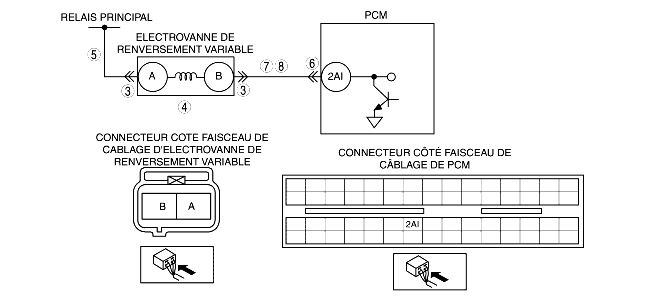 RELAIS PRINCIPAL
PCM
ELECTROVANNE DE
RENVERSEMENT VARIABLE
5
A
B
3
3
4
7 8
6
2AI
CONNECTEUR COTE FAISCEAU DE
CABLAGE D'ELECTROVANNE DE
RENVERSEMENT VARIABLE
B A
CONNECTEUR CÔTÉ FAISCEAU DE
CÂBLAGE DE PCM
2AI